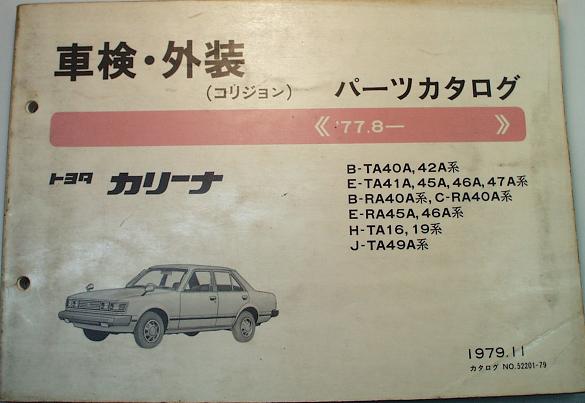 車検・外装
(コリジョン)
パーツカタログ
《 '77.8— 》
トヨタ カリーナ
B-TA40A,42A系
E-TA41A,45A,46A,47A系
B-RA40A系,C-RA40A系
E-RA45A,46A系
H-TA16,19系
J-TA49A系
1979.11
カタログ NO.52201-79